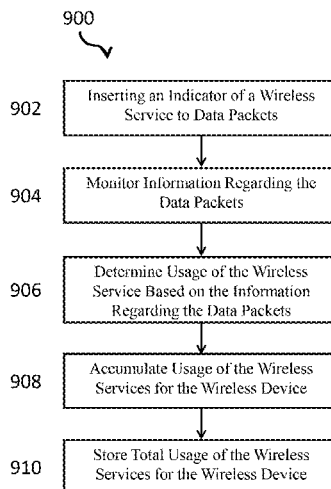 900
902
Inserting an Indicator of a Wireless
Service to Data Packets
904
Monitor Information Regarding the
Data Packets
906
Determine Usage of the Wireless
Service Based on the Information
Regarding the Data Packets
908
Accumulate Usage of the Wireless
Services for the Wireless Device
910
Store Total Usage of the Wireless
Services for the Wireless Device